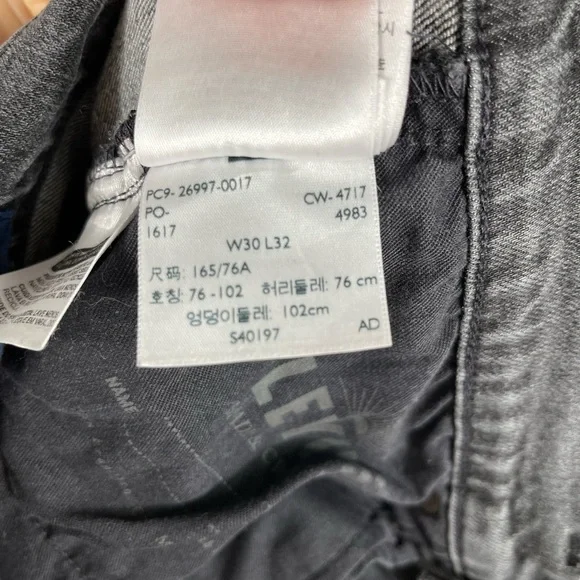 PC9- 26997-0017 CW- 4717
PO- 4983
1617
W30 L32
尺码: 165/76A
호칭: 76 -102 허리둘레: 76 cm
엉덩이둘레: 102cm
S40197 AD
NAME